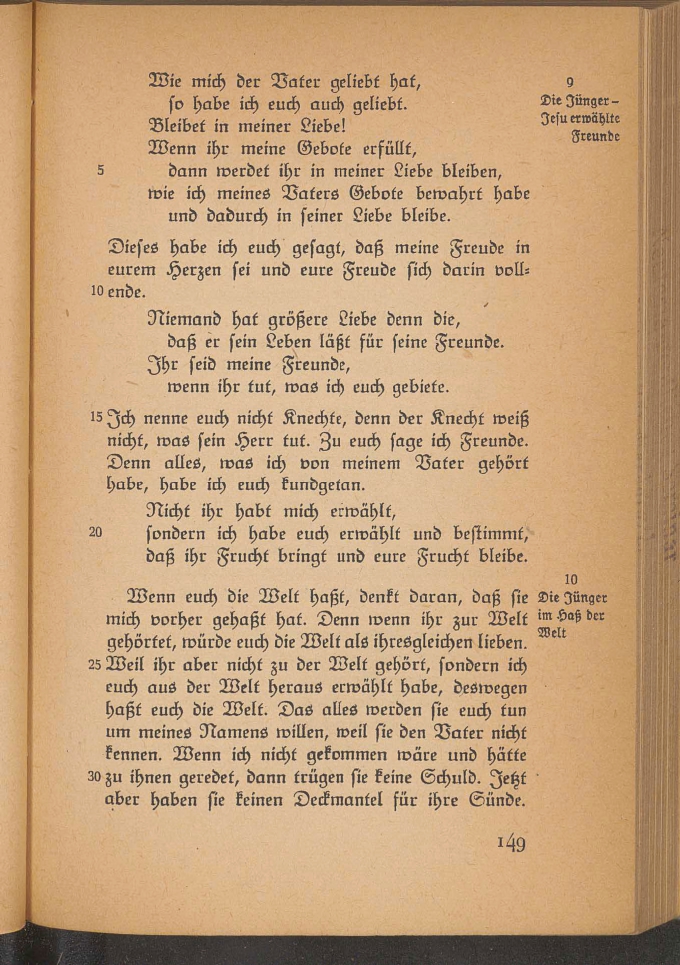 Wie mich der Vater geliebt hat,
so habe ich euch auch geliebt.
Bleibet in meiner Liebe!
Wenn ihr meine Gebote erfüllt,
5 dann werdet ihr in meiner Liebe bleiben,
wie ich meines Vaters Gebote bewahrt habe
und dadurch in seiner Liebe bleibe.
9
Die Jünger-
Jesu erwählte
Freunde
Dieses habe ich euch gesagt, daß meine Freude in
eurem Herzen sei und eure Freude sich darin voll-
10 ende.
Niemand hat größere Liebe denn die,
daß er sein Leben läßt für seine Freunde.
Ihr seid meine Freunde,
wenn ihr tut, was ich euch gebiete.
15 Ich nenne euch nicht Knechte, denn der Knecht weiß
nicht, was sein Herr tut. Zu euch sage ich Freunde.
Denn alles, was ich von meinem Vater gehört
habe, habe ich euch kundgetan.
Nicht ihr habt mich erwählt,
20 sondern ich habe euch erwählt und bestimmt,
daß ihr Frucht bringt und eure Frucht bleibe.
10
Die Jünger
im Haß der
Welt
Wenn euch die Welt haßt, denkt daran, daß sie
mich vorher gehaßt hat. Denn wenn ihr zur Welt
gehörtet, würde euch die Welt als ihresgleichen lieben.
25 Weil ihr aber nicht zu der Welt gehört, sondern ich
euch aus der Welt heraus erwählt habe, deswegen
haßt euch die Welt. Das alles werden sie euch tun
um meines Namens willen, weil sie den Vater nicht
kennen. Wenn ich nicht gekommen wäre und hätte
30 zu ihnen geredet, dann trügen sie keine Schuld. Jetzt
aber haben sie keinen Deckmantel für ihre Sünde.
149